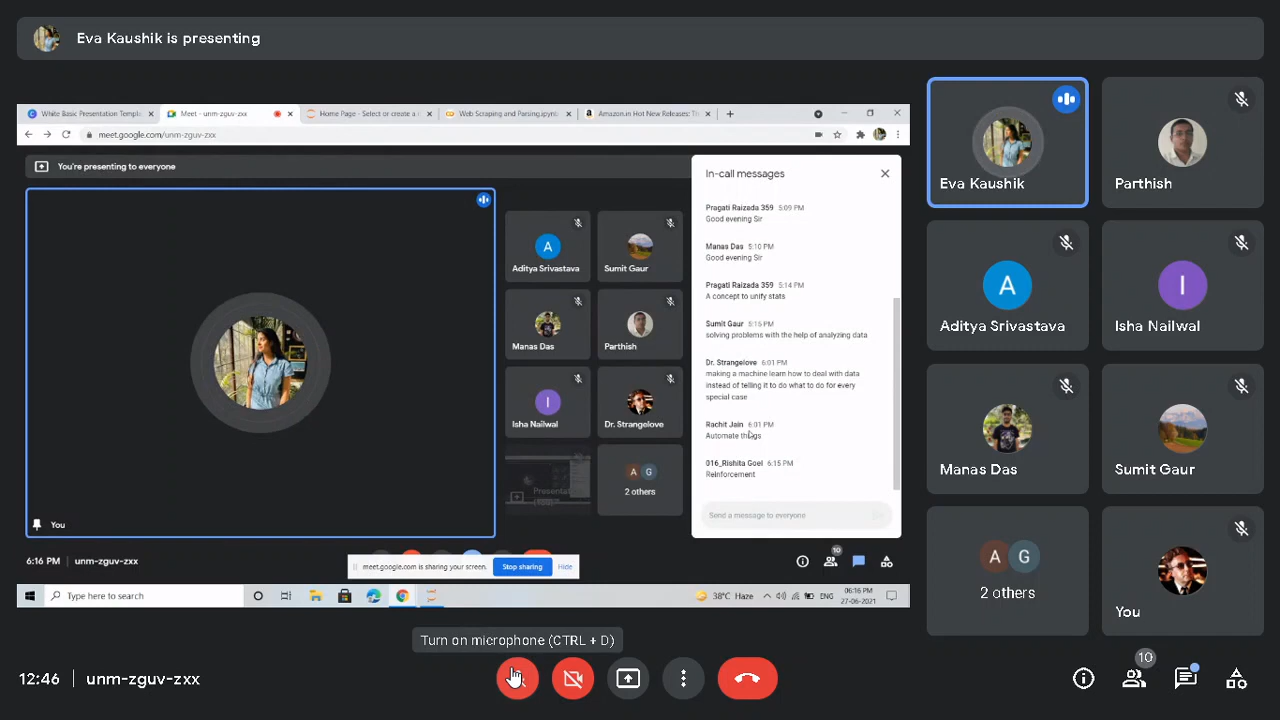 Eva Kaushik is presenting
White Basic Presentation Templa
Meet - unm-zguv-zxx
Home Page - Select or create a n
Web Scraping and Parsing.ipynb
Amazon.in Hot New Releases: Th
meet.google.com/unm-zguv-zxx
You're presenting to everyone
In-call messages
Pragati Raizada 359 5:09 PM
Good evening Sir
Manas Das 5:10 PM
Good evening Sir
Pragati Raizada 359 5:14 PM
A concept to unify stats
Sumit Gaur 5:15 PM
solving problems with the help of analyzing data
Dr. Strangelove 6:01 PM
making a machine learn how to deal with data
instead of telling it to do what to do for every
special case
Rachit Jain 6:01 PM
Automate things
016_Rishita Goel 6:15 PM
Reinforcement
Send a message to everyone
A
Aditya Srivastava
Sumit Gaur
Manas Das
Parthish
I
Isha Nailwal
Dr. Strangelove
A G
2 others
You
6:16 PM unm-zguv-zxx
10
meet.google.com is sharing your screen.
Stop sharing
Hide
Type here to search
38°C Haze
ENG
06:16 PM
27-06-2021
Eva Kaushik
Parthish
A
Aditya Srivastava
I
Isha Nailwal
Manas Das
Sumit Gaur
A G
2 others
You
Turn on microphone (CTRL + D)
12:46 unm-zguv-zxx
10